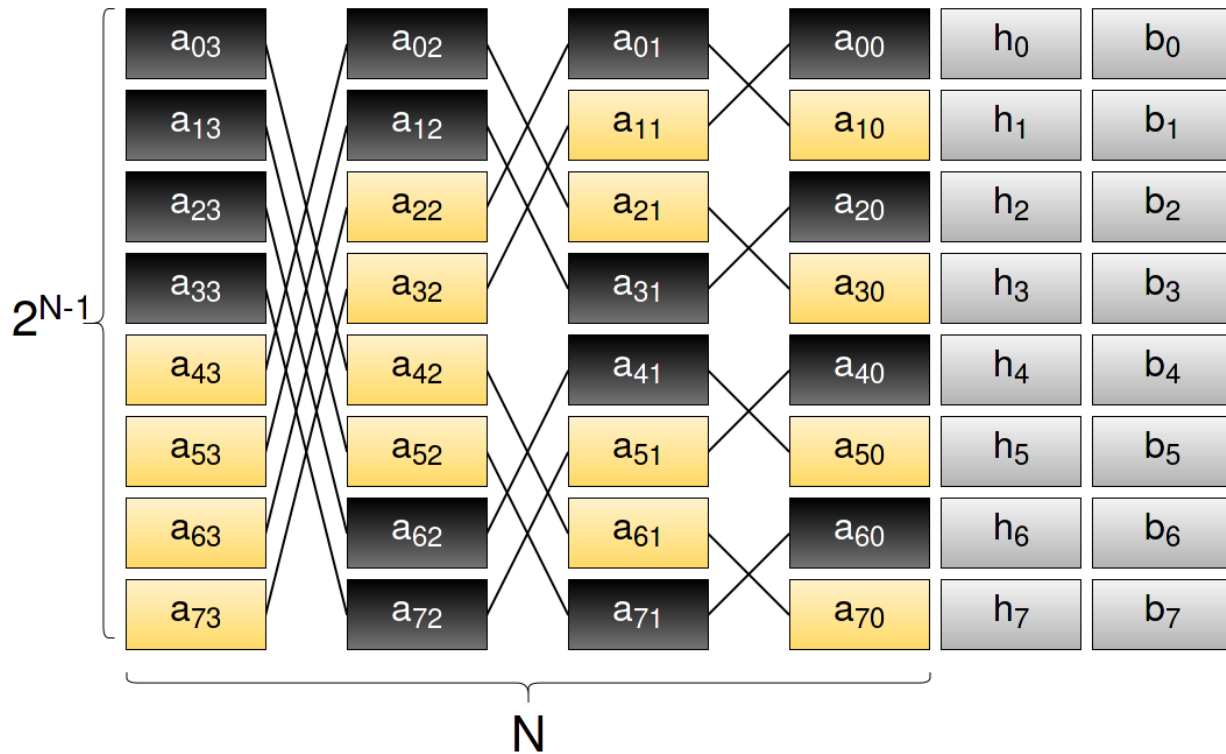 a₀₃ a₀₂ a₀₁ a₀₀ h₀ b₀
a₁₃ a₁₂ a₁₁ a₁₀ h₁ b₁
a₂₃ a₂₂ a₂₁ a₂₀ h₂ b₂
a₃₃ a₃₂ a₃₁ a₃₀ h₃ b₃
2ᴺ⁻¹
a₄₃ a₄₂ a₄₁ a₄₀ h₄ b₄
a₅₃ a₅₂ a₅₁ a₅₀ h₅ b₅
a₆₃ a₆₂ a₆₁ a₆₀ h₆ b₆
a₇₃ a₇₂ a₇₁ a₇₀ h₇ b₇
N